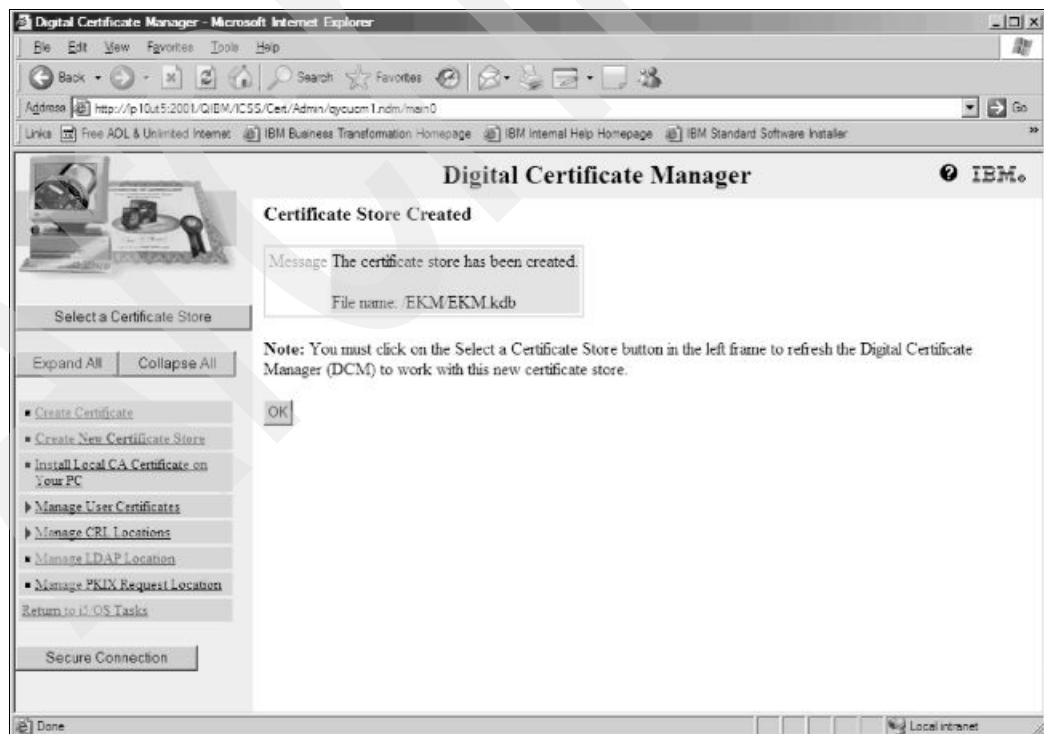 Digital Certificate Manager - Microsoft Internet Explorer
File Edit View Favorites Tools Help
Back Search Favorites
Address http://lp10ut5:2001/QIBM/ICSS/Cert/Admin/qycucm1.ndm/main0 Go
Links Free AOL & Unlimited Internet IBM Business Transformation Homepage IBM Internal Help Homepage IBM Standard Software Installer »
Digital Certificate Manager
? IBM®
Certificate Store Created
Message The certificate store has been created.
File name: /EKM/EKM.kdb
Note: You must click on the Select a Certificate Store button in the left frame to refresh the Digital Certificate
Manager (DCM) to work with this new certificate store.
OK
Select a Certificate Store
Expand All Collapse All
Create Certificate
Create New Certificate Store
Install Local CA Certificate on
Your PC
Manage User Certificates
Manage CRL Locations
Manage LDAP Location
Manage PKIX Request Location
Return to i5/OS Tasks
Secure Connection
Done Local intranet